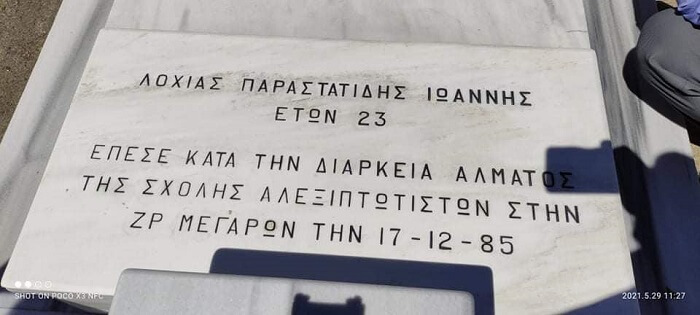 ΛΟΧΙΑΣ ΠΑΡΑΣΤΑΤΙΔΗΣ ΙΩΑΝΝΗΣ
ΕΤΩΝ 23
ΕΠΕΣΕ ΚΑΤΑ ΤΗΝ ΔΙΑΡΚΕΙΑ ΑΛΜΑΤΟΣ
ΤΗΣ ΣΧΟΛΗΣ ΑΛΕΞΙΠΤΩΤΙΣΤΩΝ ΣΤΗΝ
ΖΡ ΜΕΓΑΡΩΝ ΤΗΝ 17-12-85
SHOT ON POCO X3 NFC
2021.5.29 11:27